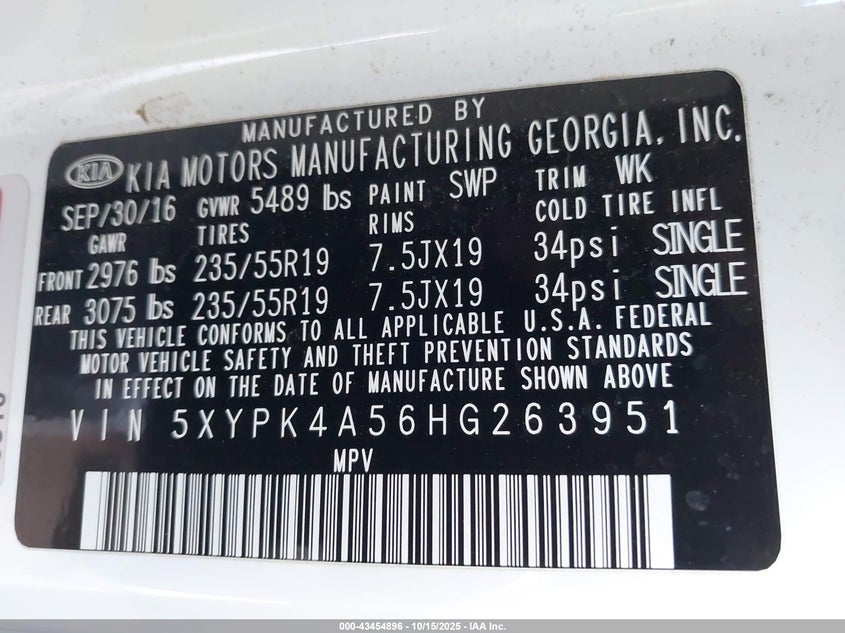 MANUFACTURED BY
KIA KIA MOTORS MANUFACTURING GEORGIA, INC.
SEP/30/16 GVWR 5489 lbs PAINT SWP TRIM WK
GAWR TIRES RIMS COLD TIRE INFL
FRONT 2976 lbs 235/55R19 7.5JX19 34psi SINGLE
REAR 3075 lbs 235/55R19 7.5JX19 34psi SINGLE
THIS VEHICLE CONFORMS TO ALL APPLICABLE U.S.A. FEDERAL
MOTOR VEHICLE SAFETY AND THEFT PREVENTION STANDARDS
IN EFFECT ON THE DATE OF MANUFACTURE SHOWN ABOVE
VIN 5XYPK4A56HG263951
MPV
000-43454896 - 10/15/2025 - IAA Inc.